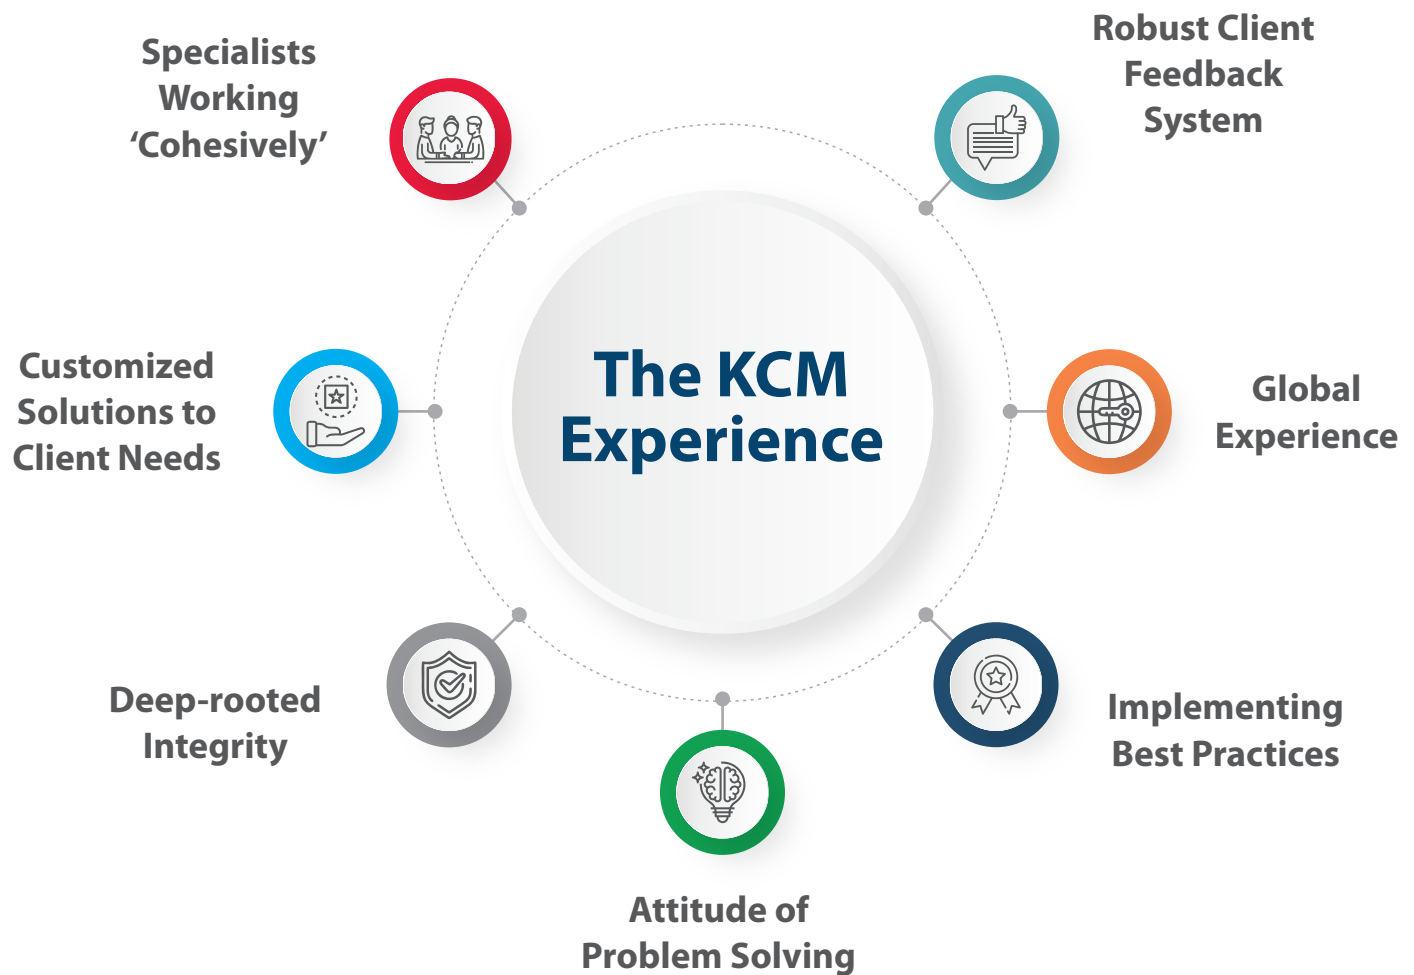 Specialists
Working
‘Cohesively’
Robust Client
Feedback
System
Customized
Solutions to
Client Needs
The KCM
Experience
Global
Experience
Deep-rooted
Integrity
Implementing
Best Practices
Attitude of
Problem Solving